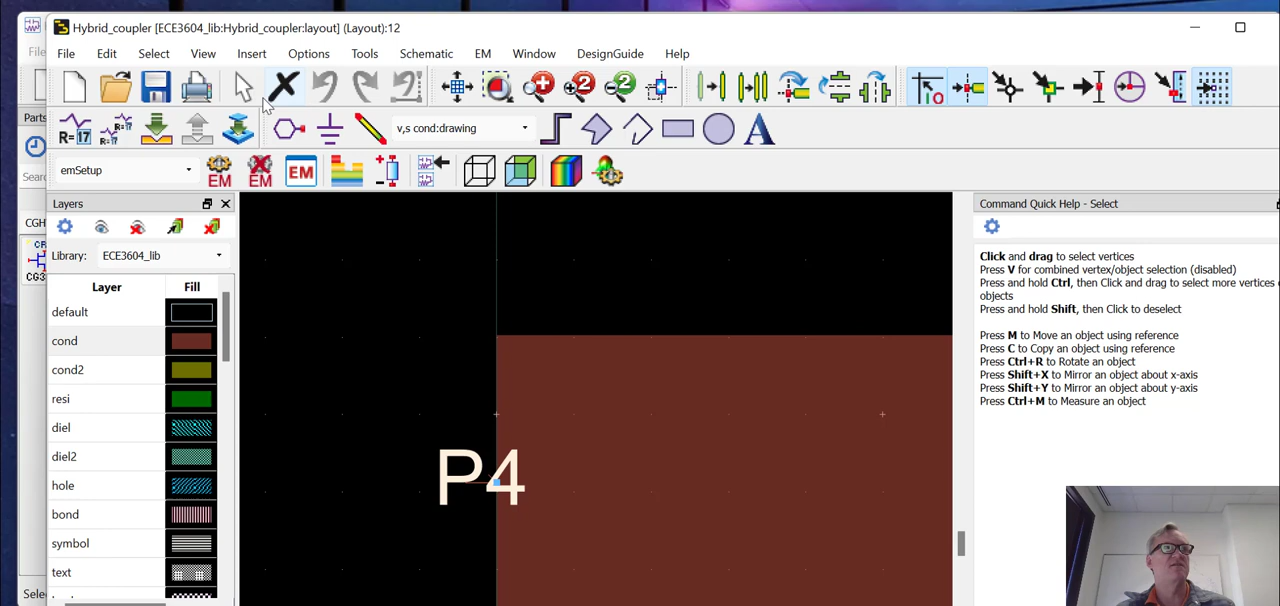 Hybrid_coupler [ECE3604_lib:Hybrid_coupler:layout] (Layout):12
File Edit Select View Insert Options Tools Schematic EM Window DesignGuide Help
v,s cond:drawing
emSetup
EM EM EM
Layers
Command Quick Help - Select
Library: ECE3604_lib
Layer Fill
default
cond
cond2
resi
diel
diel2
hole
bond
symbol
text
P4
Click and drag to select vertices
Press V for combined vertex/object selection (disabled)
Press and hold Ctrl, then Click and drag to select more vertices
objects
Press and hold Shift, then Click to deselect
Press M to Move an object using reference
Press C to Copy an object using reference
Press Ctrl+R to Rotate an object
Press Shift+X to Mirror an object about x-axis
Press Shift+Y to Mirror an object about y-axis
Press Ctrl+M to Measure an object
Parts
CGH